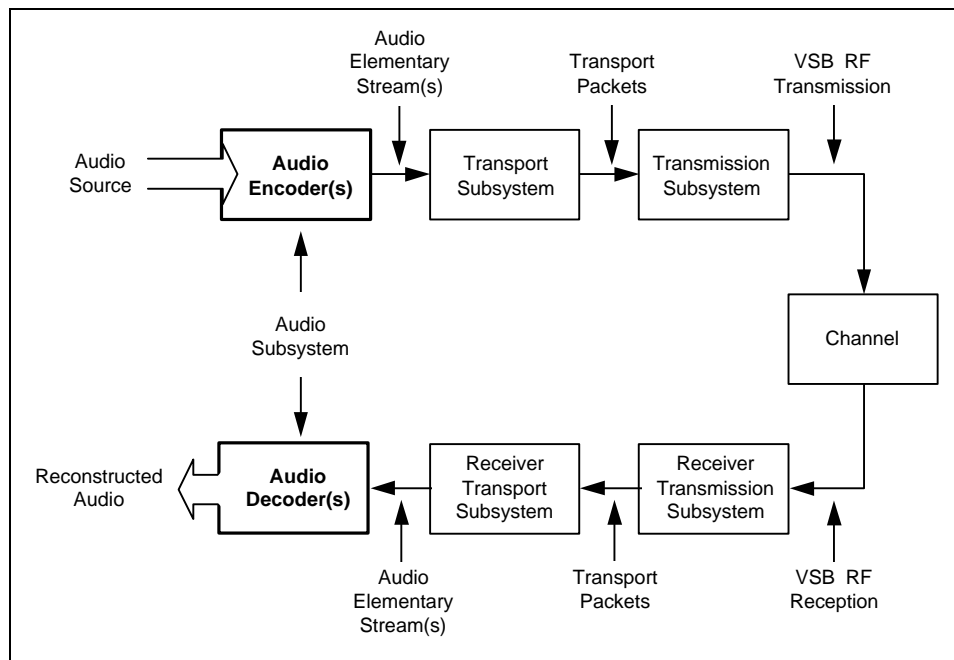 Audio
Elementary
Stream(s)
Transport
Packets
VSB RF
Transmission
Audio
Source
Audio
Encoder(s)
Transport
Subsystem
Transmission
Subsystem
Audio
Subsystem
Channel
Reconstructed
Audio
Audio
Decoder(s)
Receiver
Transport
Subsystem
Receiver
Transmission
Subsystem
Audio
Elementary
Stream(s)
Transport
Packets
VSB RF
Reception